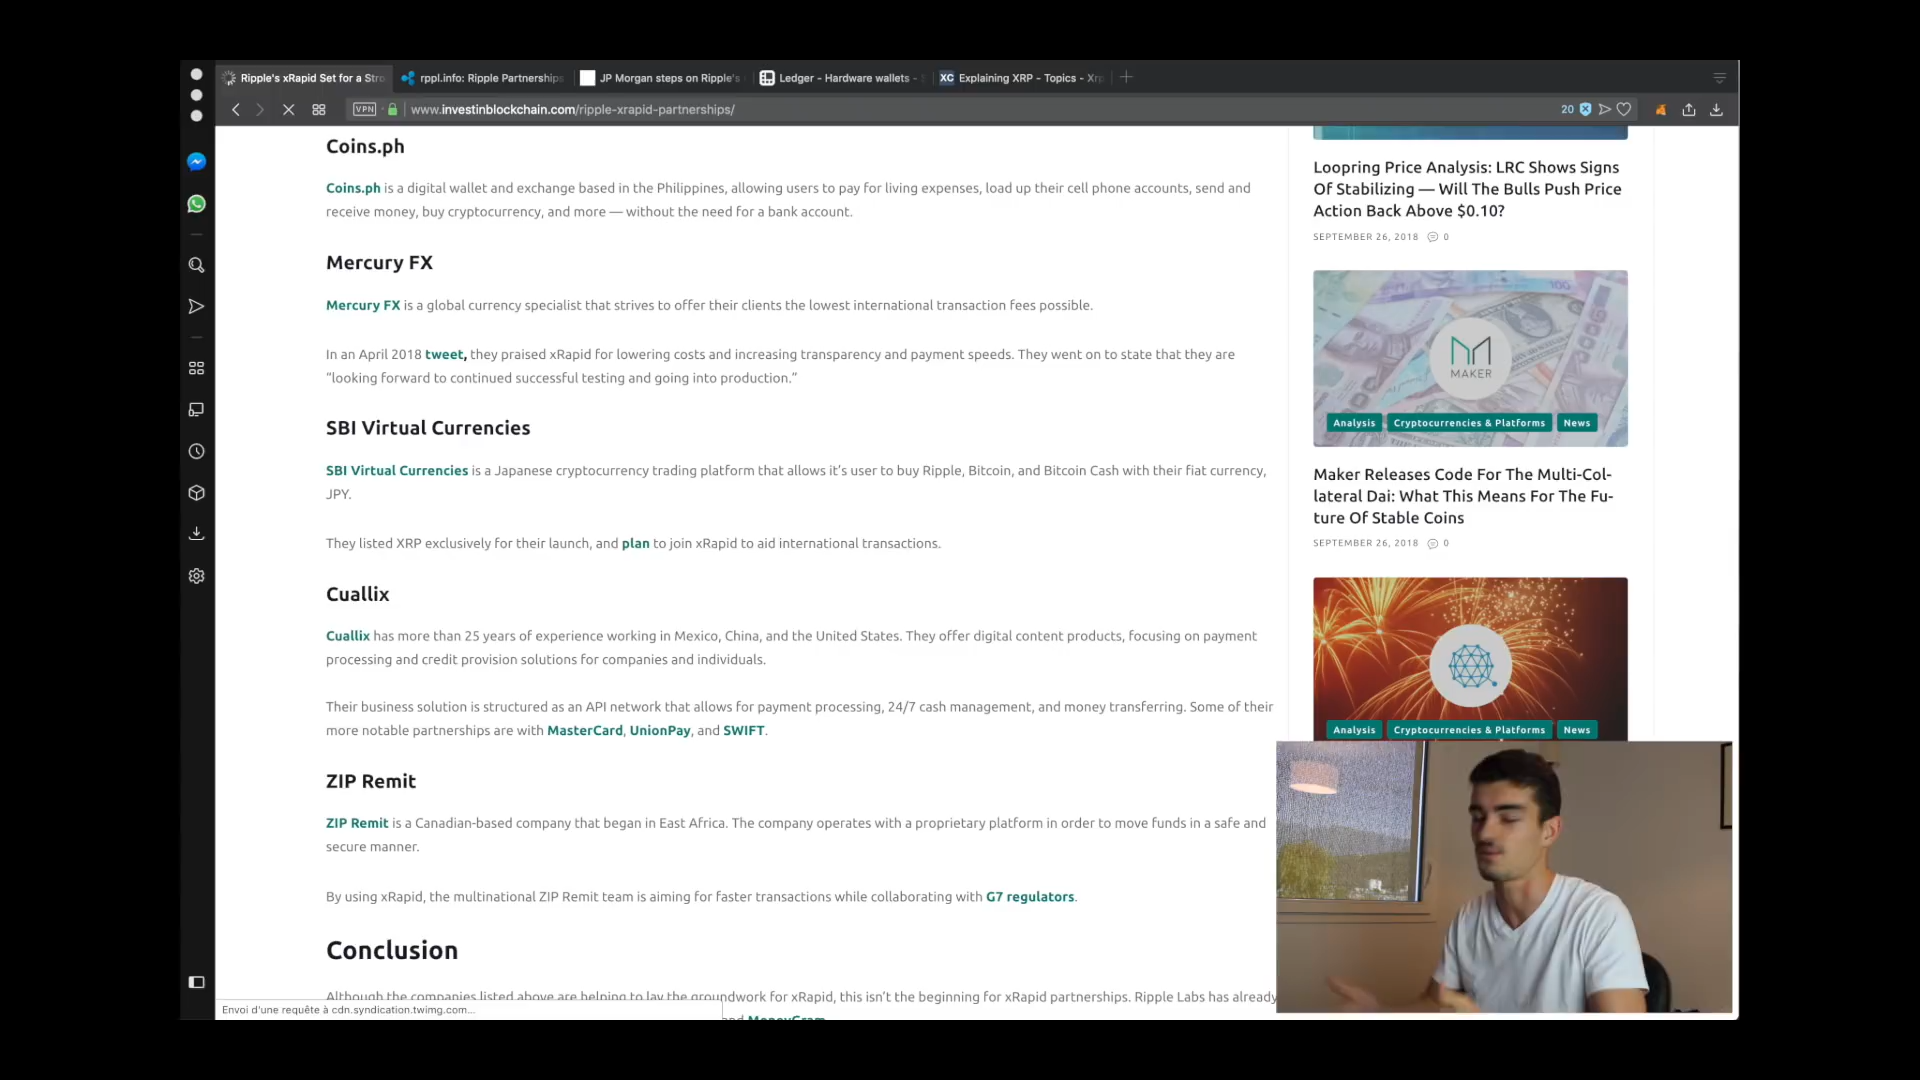 Ripple's xRapid Set for a Stro
rppl.info: Ripple Partnerships
JP Morgan steps on Ripple's
Ledger - Hardware wallets -
XC Explaining XRP - Topics - Xrp
VPN
www.investinblockchain.com/ripple-xrapid-partnerships/
20
Coins.ph
Coins.ph is a digital wallet and exchange based in the Philippines, allowing users to pay for living expenses, load up their cell phone accounts, send and
receive money, buy cryptocurrency, and more — without the need for a bank account.
Mercury FX
Mercury FX is a global currency specialist that strives to offer their clients the lowest international transaction fees possible.
In an April 2018 tweet, they praised xRapid for lowering costs and increasing transparency and payment speeds. They went on to state that they are
“looking forward to continued successful testing and going into production.”
SBI Virtual Currencies
SBI Virtual Currencies is a Japanese cryptocurrency trading platform that allows it’s user to buy Ripple, Bitcoin, and Bitcoin Cash with their fiat currency,
JPY.
They listed XRP exclusively for their launch, and plan to join xRapid to aid international transactions.
Cuallix
Cuallix has more than 25 years of experience working in Mexico, China, and the United States. They offer digital content products, focusing on payment
processing and credit provision solutions for companies and individuals.
Their business solution is structured as an API network that allows for payment processing, 24/7 cash management, and money transferring. Some of their
more notable partnerships are with MasterCard, UnionPay, and SWIFT.
ZIP Remit
ZIP Remit is a Canadian-based company that began in East Africa. The company operates with a proprietary platform in order to move funds in a safe and
secure manner.
By using xRapid, the multinational ZIP Remit team is aiming for faster transactions while collaborating with G7 regulators.
Conclusion
Although the companies listed above are helping to lay the groundwork for xRapid, this isn’t the beginning for xRapid partnerships. Ripple Labs has already
and MoneyGram
Envoi d'une requête à cdn.syndication.twimg.com...
Loopring Price Analysis: LRC Shows Signs
Of Stabilizing — Will The Bulls Push Price
Action Back Above $0.10?
SEPTEMBER 26, 2018 0
MAKER
Analysis Cryptocurrencies & Platforms News
Maker Releases Code For The Multi-Col-
lateral Dai: What This Means For The Fu-
ture Of Stable Coins
SEPTEMBER 26, 2018 0
Analysis Cryptocurrencies & Platforms News